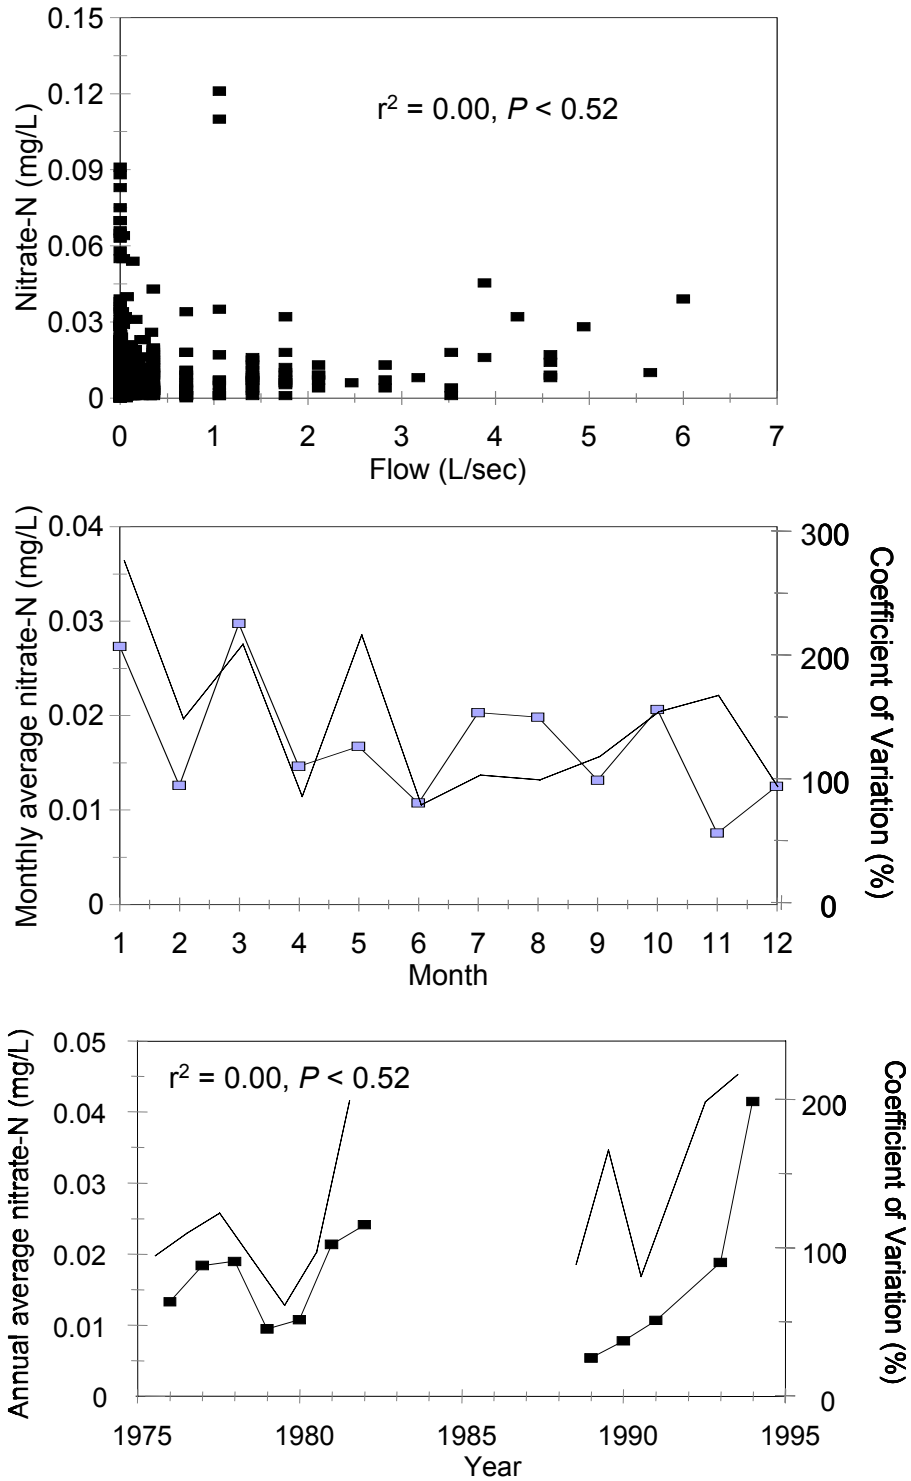 0.15
0.12
0.09
0.06
0.03
0
Nitrate-N (mg/L)
r² = 0.00, P < 0.52
0 1 2 3 4 5 6 7
Flow (L/sec)
0.04
0.03
0.02
0.01
0
Monthly average nitrate-N (mg/L)
300
200
100
0
Coefficient of Variation (%)
1 2 3 4 5 6 7 8 9 10 11 12
Month
0.05
0.04
0.03
0.02
0.01
0
Annual average nitrate-N (mg/L)
r² = 0.00, P < 0.52
200
100
0
Coefficient of Variation (%)
1975 1980 1985 1990 1995
Year